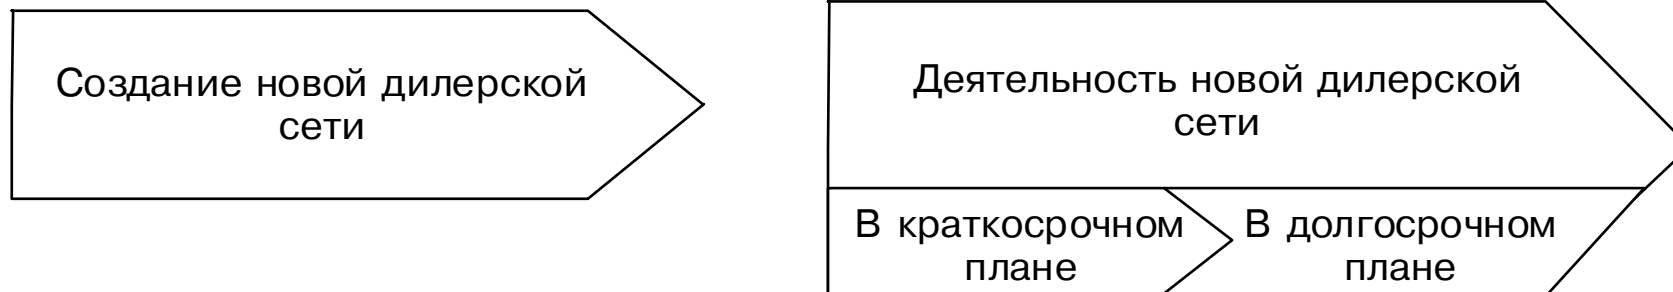 Создание новой дилерской
сети
Деятельность новой дилерской
сети
В краткосрочном
плане
В долгосрочном
плане